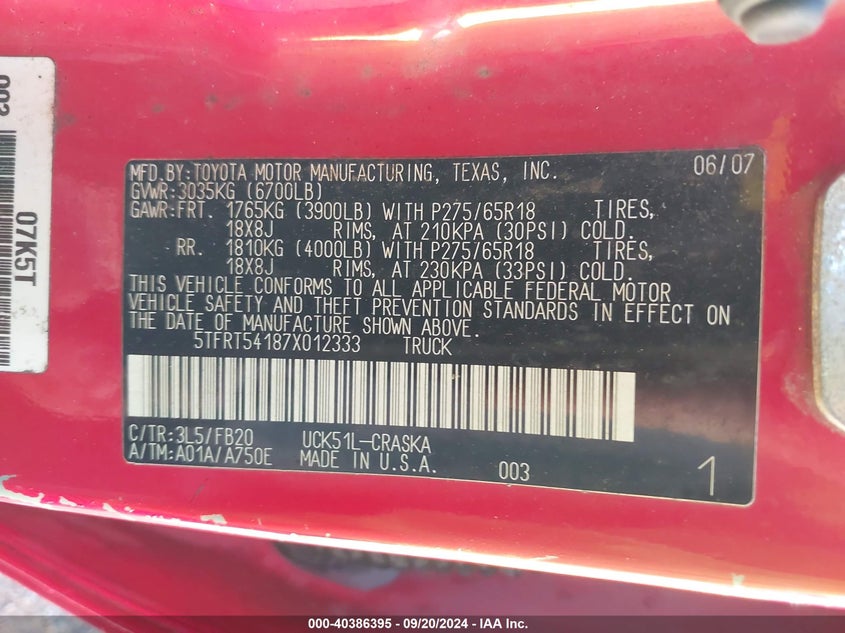 MFD.BY:TOYOTA MOTOR MANUFACTURING, TEXAS, INC. 06/07
GVWR:3035KG (6700LB)
GAWR:FRT. 1765KG (3900LB) WITH P275/65R18 TIRES,
18X8J RIMS, AT 210KPA (30PSI) COLD.
RR. 1810KG (4000LB) WITH P275/65R18 TIRES,
18X8J RIMS, AT 230KPA (33PSI) COLD.
THIS VEHICLE CONFORMS TO ALL APPLICABLE FEDERAL MOTOR
VEHICLE SAFETY AND THEFT PREVENTION STANDARDS IN EFFECT ON
THE DATE OF MANUFACTURE SHOWN ABOVE.
5TFRT54187X012333 TRUCK
C/TR:3L5/FB20 UCK51L-CRASKA
A/TM:A01A/A750E MADE IN U.S.A. 003 1
07K5T
000-40386395 - 09/20/2024 - IAA Inc.